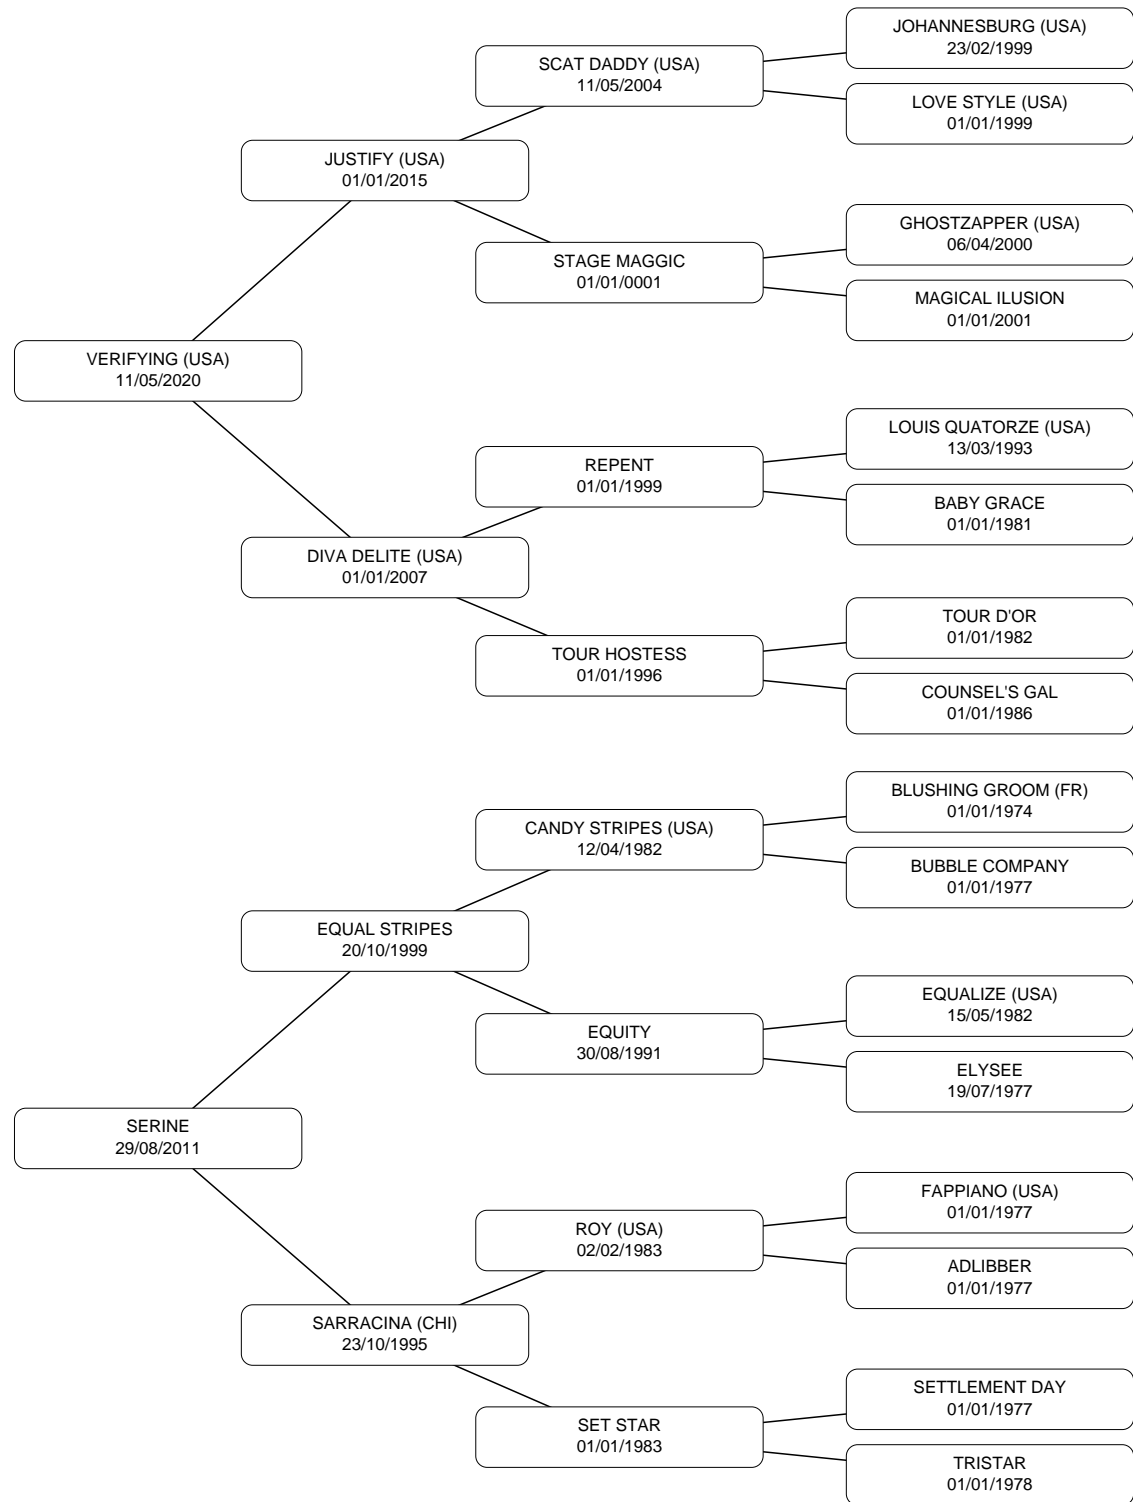 JOHANNESBURG (USA)
23/02/1999
SCAT DADDY (USA)
11/05/2004
LOVE STYLE (USA)
01/01/1999
JUSTIFY (USA)
01/01/2015
GHOSTZAPPER (USA)
06/04/2000
STAGE MAGGIC
01/01/0001
MAGICAL ILUSION
01/01/2001
VERIFYING (USA)
11/05/2020
LOUIS QUATORZE (USA)
13/03/1993
REPENT
01/01/1999
BABY GRACE
01/01/1981
DIVA DELITE (USA)
01/01/2007
TOUR D'OR
01/01/1982
TOUR HOSTESS
01/01/1996
COUNSEL'S GAL
01/01/1986
BLUSHING GROOM (FR)
01/01/1974
CANDY STRIPES (USA)
12/04/1982
BUBBLE COMPANY
01/01/1977
EQUAL STRIPES
20/10/1999
EQUALIZE (USA)
15/05/1982
EQUITY
30/08/1991
ELYSEE
19/07/1977
SERINE
29/08/2011
FAPPIANO (USA)
01/01/1977
ROY (USA)
02/02/1983
ADLIBBER
01/01/1977
SARRACINA (CHI)
23/10/1995
SETTLEMENT DAY
01/01/1977
SET STAR
01/01/1983
TRISTAR
01/01/1978